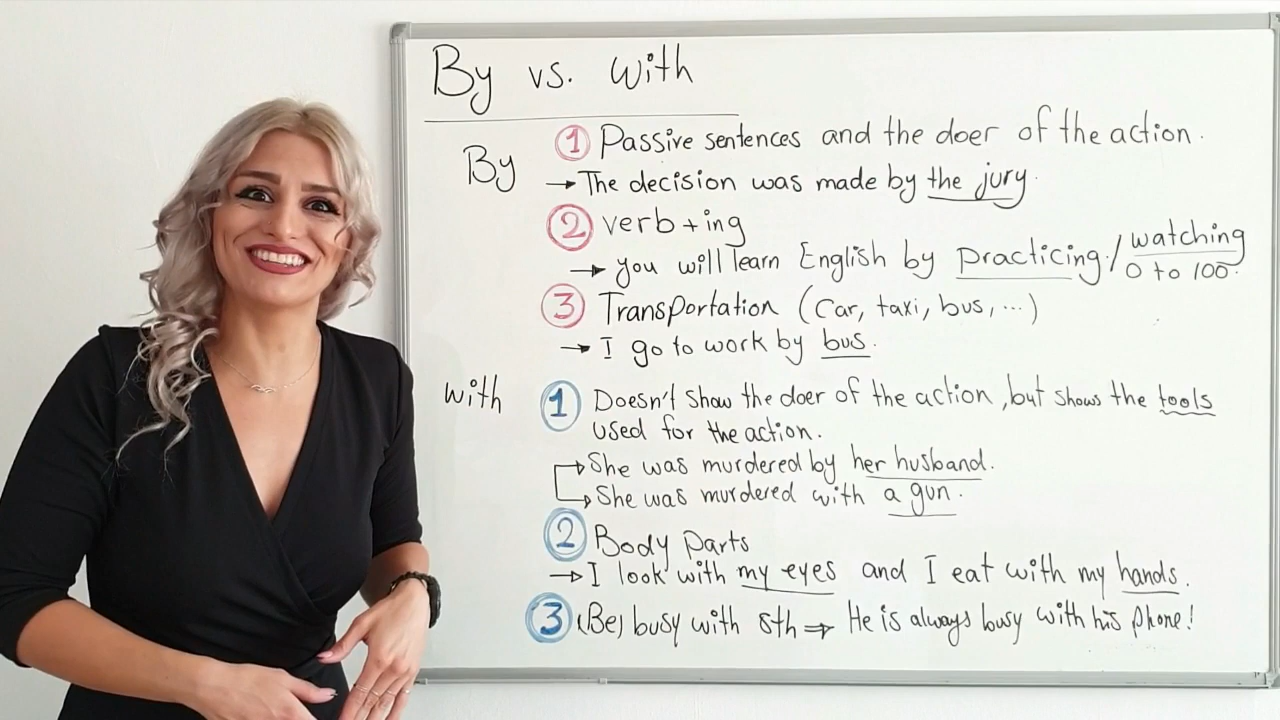 By vs. with
By ① Passive sentences and the doer of the action.
→ The decision was made by the jury.
② verb + ing
→ you will learn English by practicing. / watching 0 to 100.
③ Transportation (car, taxi, bus, ...)
→ I go to work by bus.
with ① Doesn't show the doer of the action, but shows the tools
used for the action.
→ She was murdered by her husband.
→ She was murdered with a gun.
② Body Parts
→ I look with my eyes and I eat with my hands.
③ (Be) busy with sth ⇒ He is always busy with his phone!